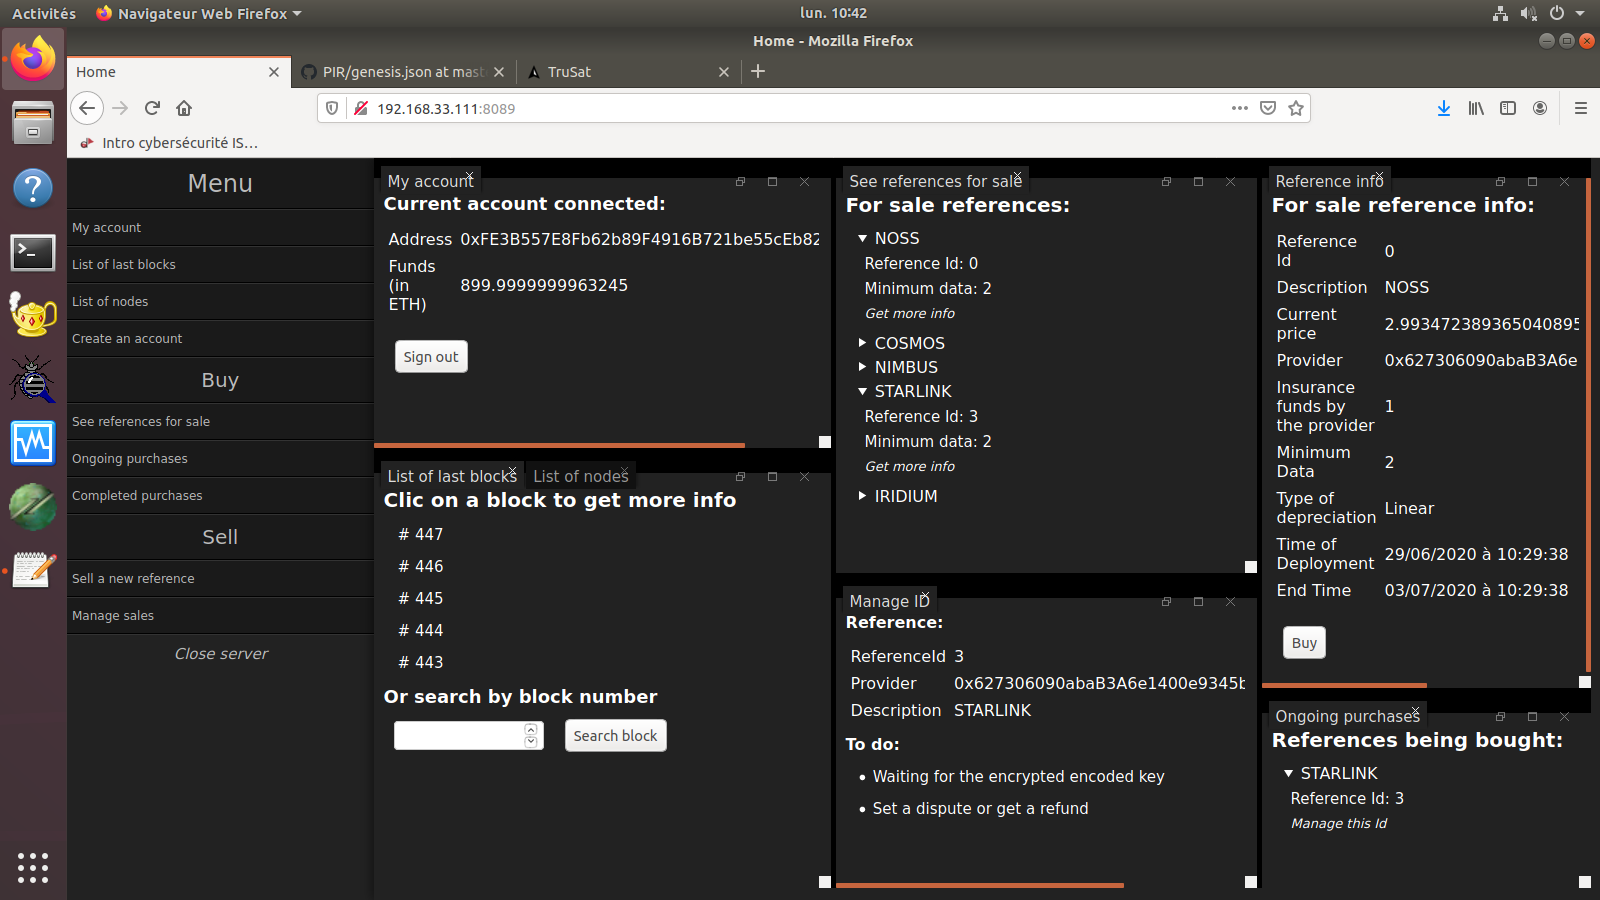 Activités
Navigateur Web Firefox
lun. 10:42
Home - Mozilla Firefox
Home
PIR/genesis.json at mast
TruSat
192.168.33.111:8089
Intro cybersécurité IS…
Menu
My account
List of last blocks
List of nodes
Create an account
Buy
See references for sale
Ongoing purchases
Completed purchases
Sell
Sell a new reference
Manage sales
Close server
My account
Current account connected:
Address 0xFE3B557E8Fb62b89F4916B721be55cEb82
Funds (in ETH) 899.9999999963245
Sign out
List of last blocks
List of nodes
Clic on a block to get more info
# 447
# 446
# 445
# 444
# 443
Or search by block number
Search block
See references for sale
For sale references:
NOSS
Reference Id: 0
Minimum data: 2
Get more info
COSMOS
NIMBUS
STARLINK
Reference Id: 3
Minimum data: 2
Get more info
IRIDIUM
Manage ID
Reference:
ReferenceId 3
Provider 0x627306090abaB3A6e1400e9345b
Description STARLINK
To do:
Waiting for the encrypted encoded key
Set a dispute or get a refund
Reference info
For sale reference info:
Reference Id 0
Description NOSS
Current price 2.993472389365040895
Provider 0x627306090abaB3A6e
Insurance funds by the provider 1
Minimum Data 2
Type of depreciation Linear
Time of Deployment 29/06/2020 à 10:29:38
End Time 03/07/2020 à 10:29:38
Buy
Ongoing purchases
References being bought:
STARLINK
Reference Id: 3
Manage this Id